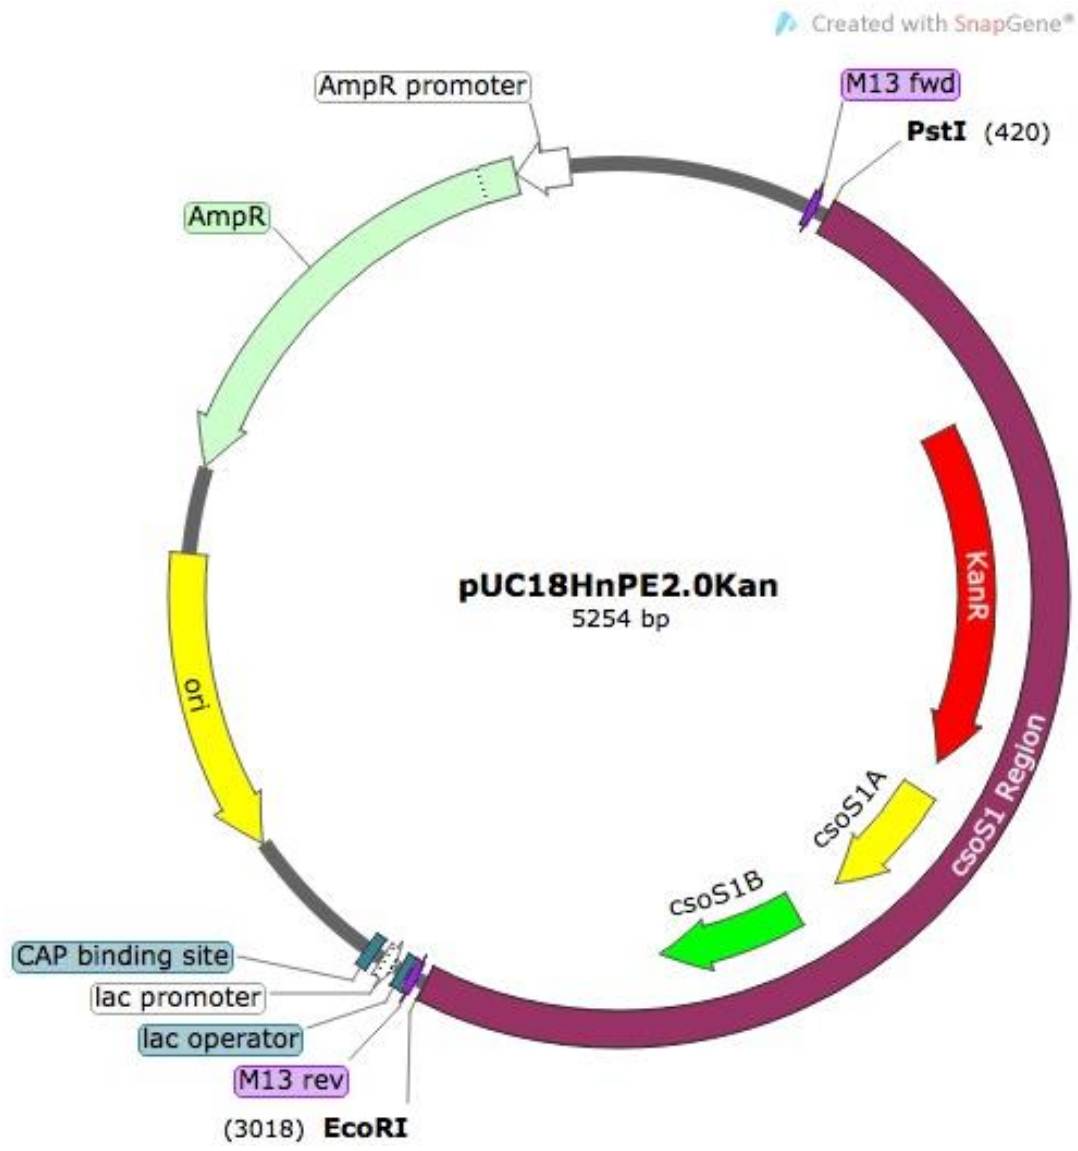 Created with SnapGene®
AmpR promoter
M13 fwd
PstI (420)
AmpR
KanR
pUC18HnPE2.0Kan
5254 bp
ori
csoS1 Region
csoS1A
csoS1B
CAP binding site
lac promoter
lac operator
M13 rev
(3018) EcoRI